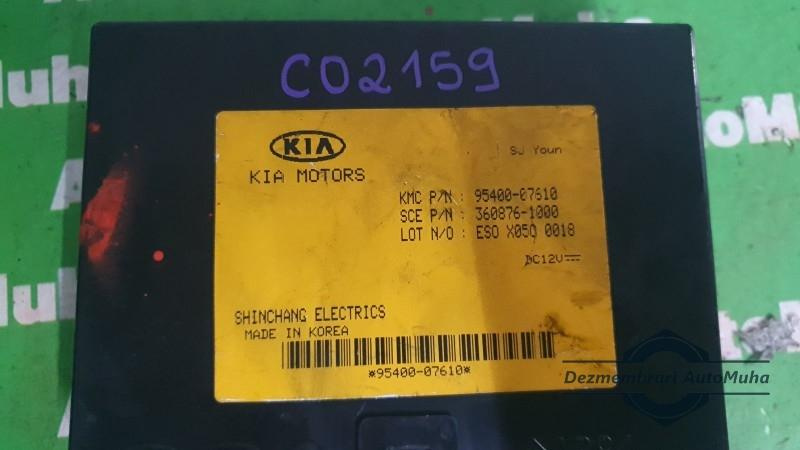 C02159
KIA
SJ Youn
KIA MOTORS
KMC P/N : 95400-07610
SCE P/N : 360876-1000
LOT N/O : ESO X05Q 0018
DC12V
SHINCHANG ELECTRICS
MADE IN KOREA
*95400-07610*
Dezmembrari AutoMuha